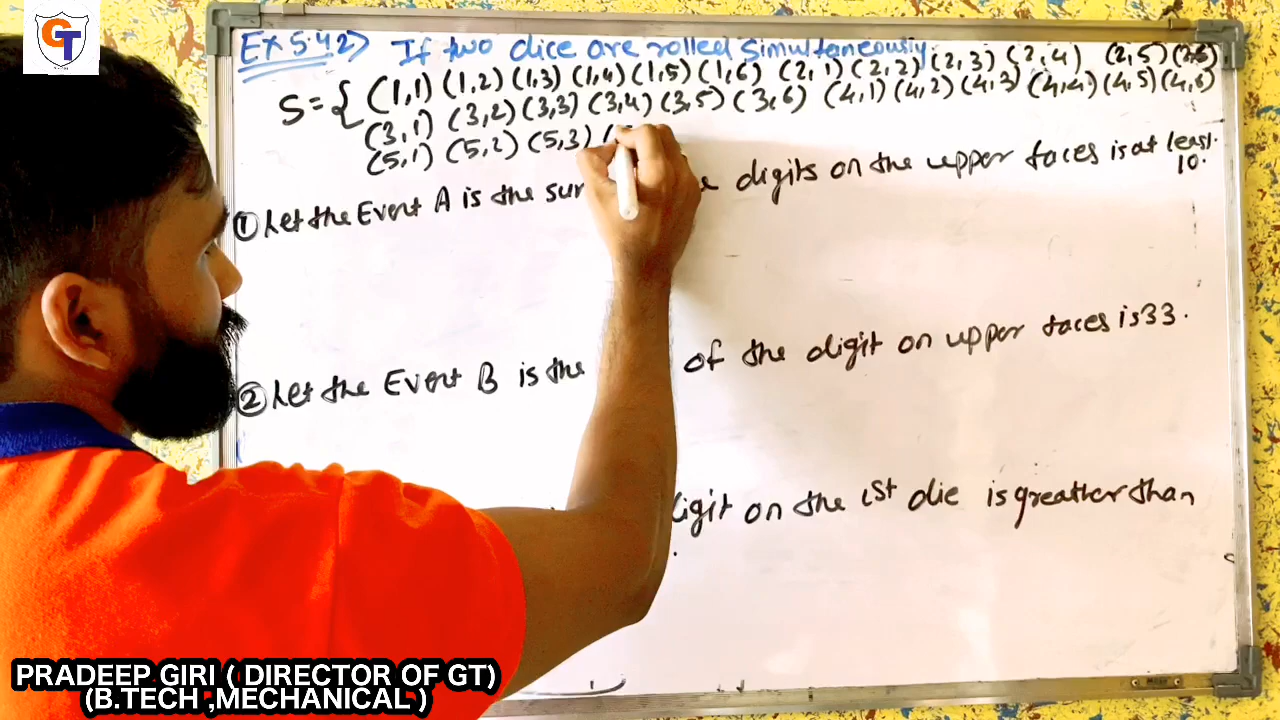 GT
Ex 5.4.2) If two dice are rolled simultaneously.
S={ (1,1) (1,2) (1,3) (1,4) (1,5) (1,6) (2,1) (2,2) (2,3) (2,4) (2,5) (2,6)
(3,1) (3,2) (3,3) (3,4) (3,5) (3,6) (4,1) (4,2) (4,3) (4,4) (4,5) (4,6)
(5,1) (5,2) (5,3) (
① Let the Event A is the digits on the upper faces is at least
10.
② Let the Event B is the of the digit on upper faces is 33.
digit on the 1st die is greather than
PRADEEP GIRI ( DIRECTOR OF GT)
(B.TECH ,MECHANICAL )